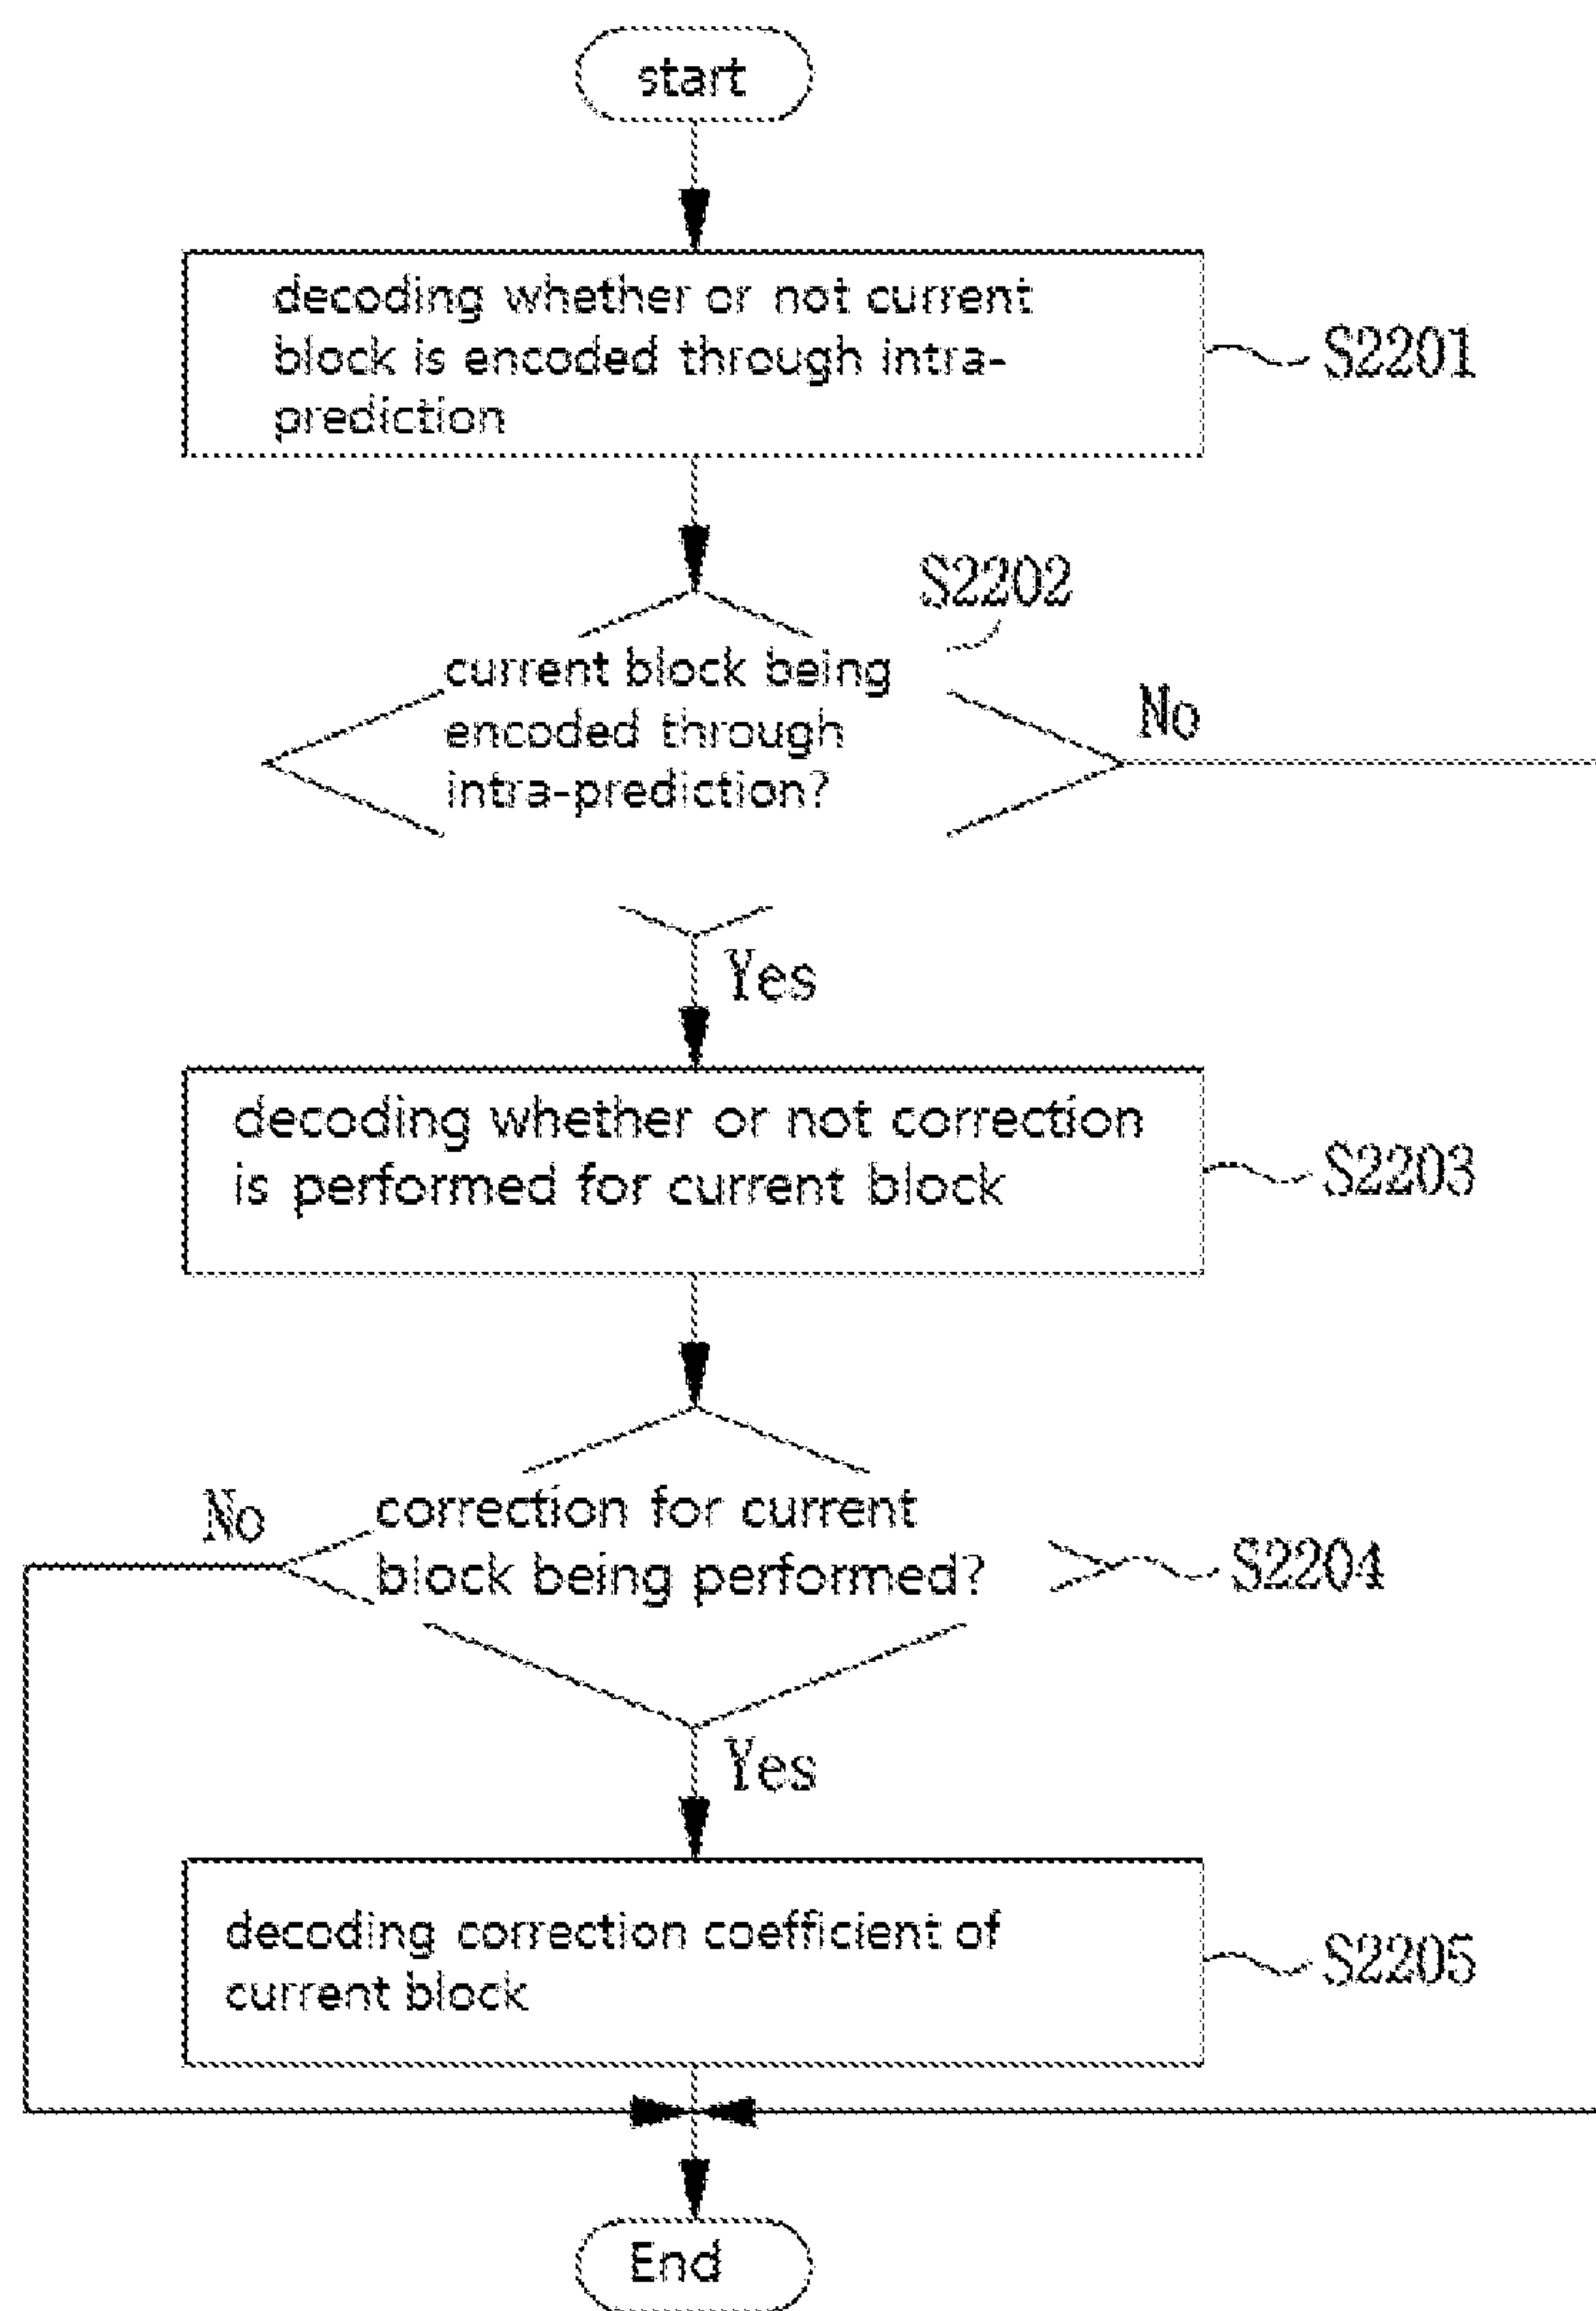 start
decoding whether or not current
block is encoded through intra-
prediction
S2201
S2202
current block being
encoded through
intra-prediction?
No
Yes
decoding whether or not correction
is performed for current block
S2203
No
correction for current
block being performed?
S2204
Yes
decoding correction coefficient of
current block
S2205
End